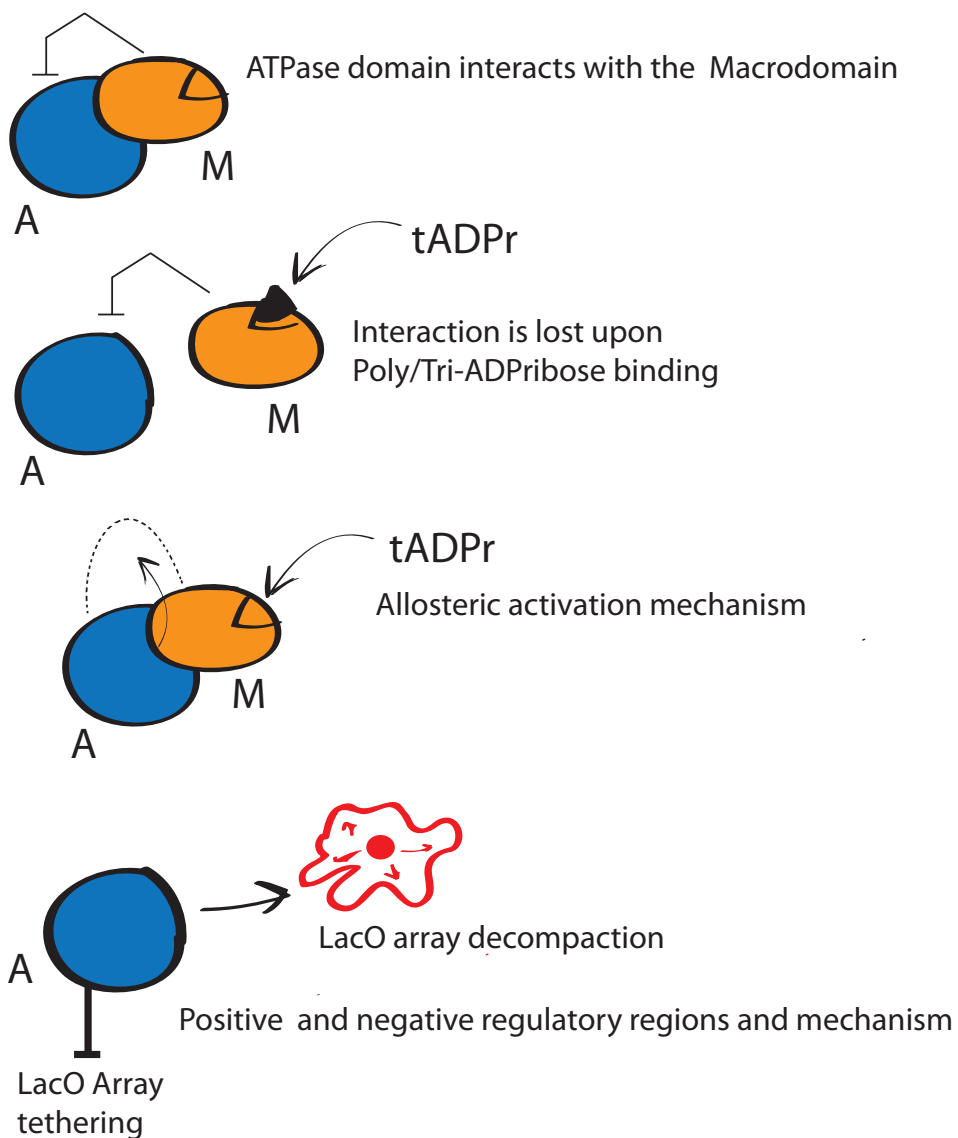 ATPase domain interacts with the Macrodomain
M
A
tADPr
Interaction is lost upon
Poly/Tri-ADPribose binding
M
A
tADPr
Allosteric activation mechanism
M
A
LacO array decompaction
A
Positive and negative regulatory regions and mechanism
LacO Array
tethering